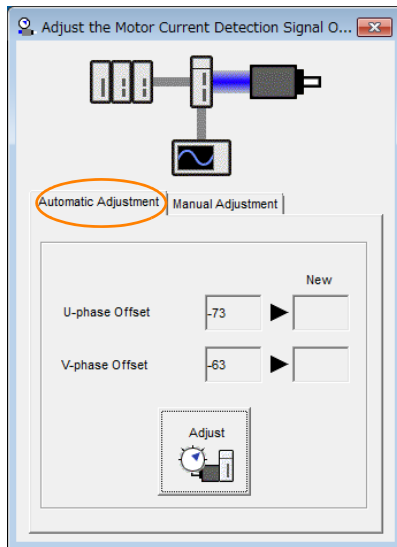 Adjust the Motor Current Detection Signal O...
Automatic Adjustment
Manual Adjustment
New
U-phase Offset
-73
V-phase Offset
-63
Adjust